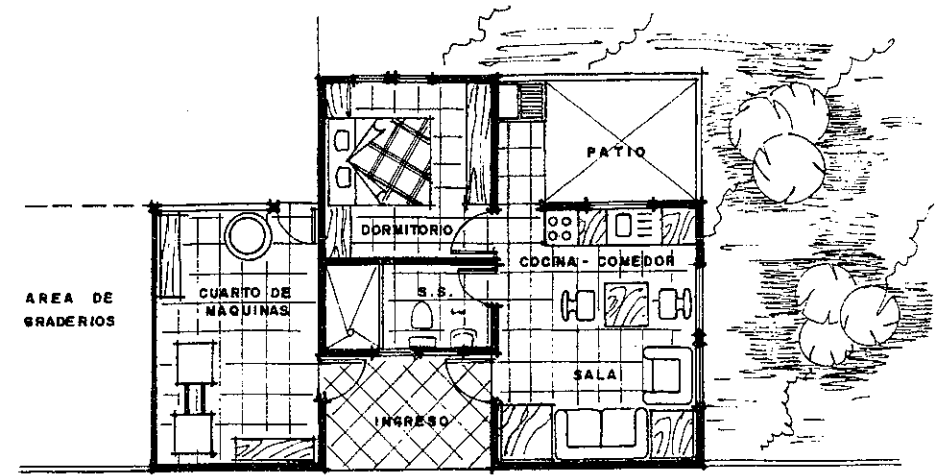 PATIO
DORMITORIO
COCINA - COMEDOR
AREA DE
GRADERIOS
CUARTO DE
MAQUINAS
S.S.
SALA
INGRESO